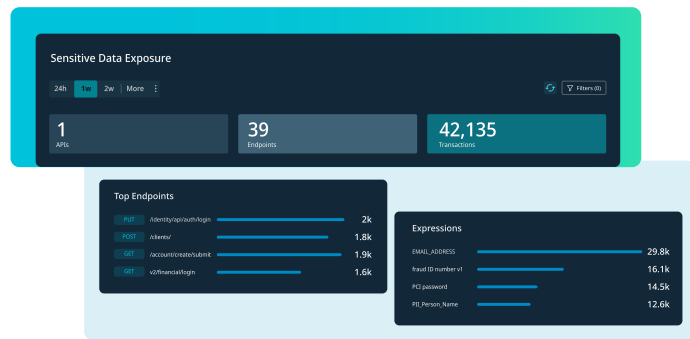 Sensitive Data Exposure
24h 1w 2w More Filters (0)
1 39 42,135
APIs Endpoints Transactions
Top Endpoints
PUT /identity/api/auth/login 2k
POST /clients/ 1.8k
GET /account/create/submit 1.9k
GET v2/financial/login 1.6k
Expressions
EMAIL_ADDRESS 29.8k
fraud ID number v1 16.1k
PCI password 14.5k
PII_Person_Name 12.6k